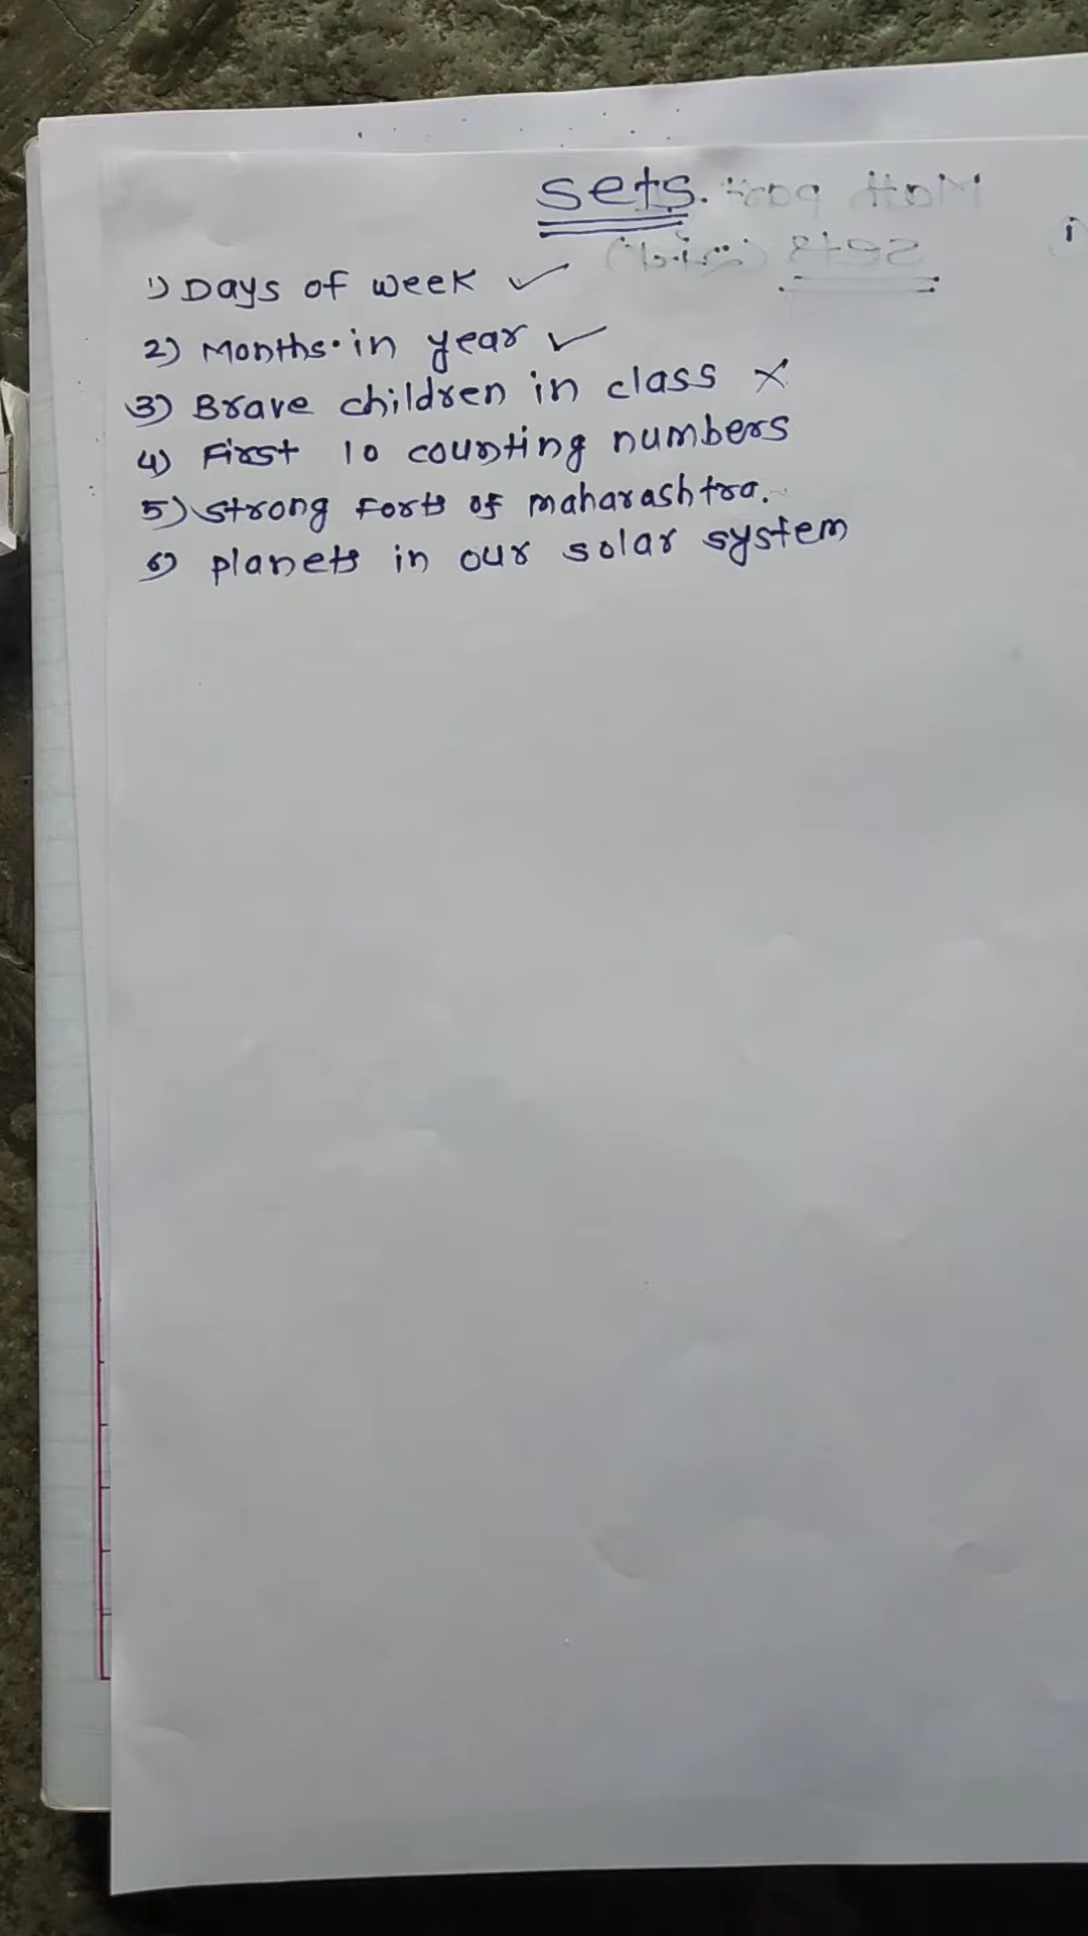 sets.
1) Days of week ✓
2) Months in year ✓
3) Brave children in class ×
4) First 10 counting numbers
5) strong forts of maharashtra.
6) planets in our solar system